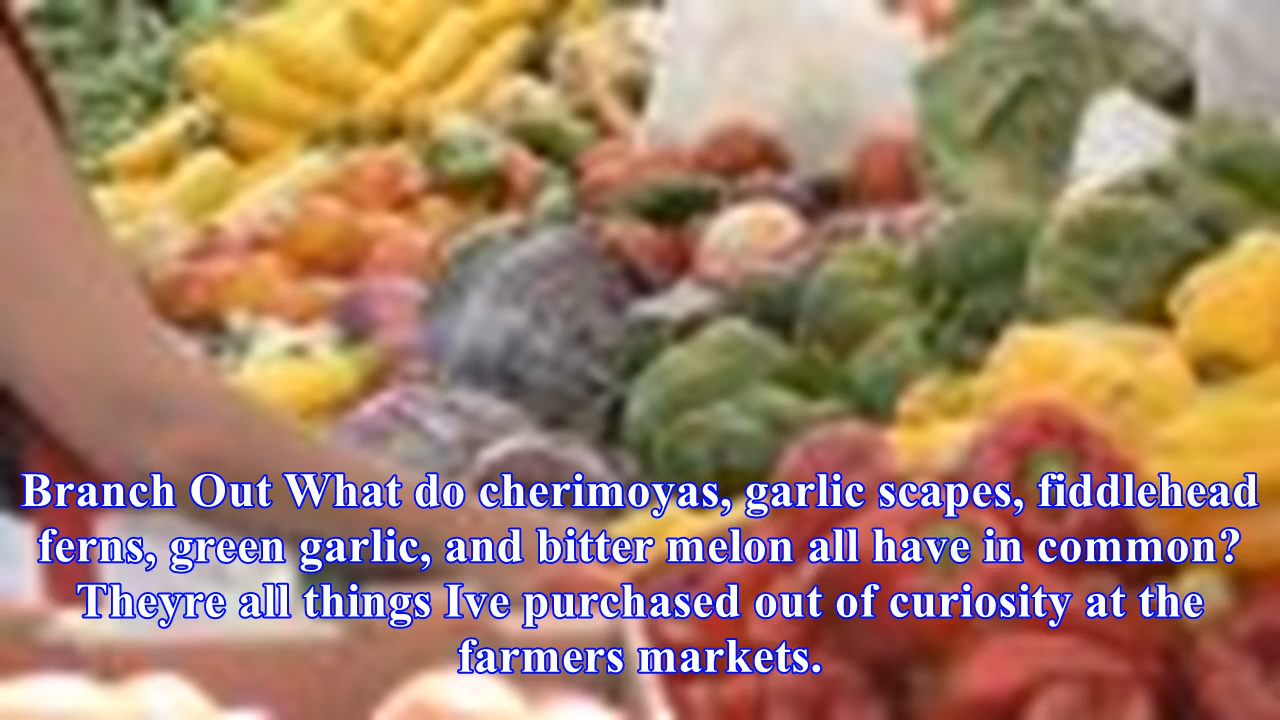 Branch Out What do cherimoyas, garlic scapes, fiddlehead
ferns, green garlic, and bitter melon all have in common?
Theyre all things Ive purchased out of curiosity at the
farmers markets.